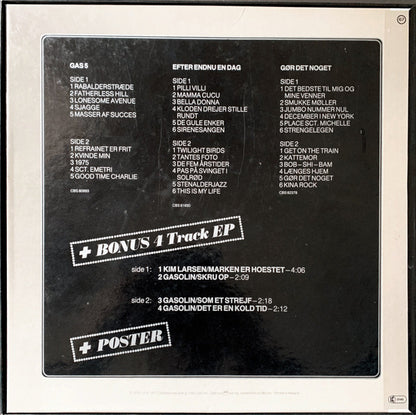 GAS 5
SIDE 1
1 RABALDERSTRÆDE
2 FATHERLESS HILL
3 LONESOME AVENUE
4 SJAGGE
5 MASSER AF SUCCES
SIDE 2
1 REFRAINET ER FRIT
2 KVINDE MIN
3 1975
4 SCT. EMETRI
5 GOOD TIME CHARLIE
CBS 80993
EFTER ENDNU EN DAG
SIDE 1
1 PILLI VILLI
2 MAMMA CUCU
3 BELLA DONNA
4 KLODEN DREJER STILLE
RUNDT
5 DE GULE ENKER
6 SIRENESANGEN
SIDE 2
1 TWILIGHT BIRDS
2 TANTES FOTO
3 DE FEM ÅRSTIDER
4 PAS PÅ SVINGET I
SOLRØD
5 STENALDERJAZZ
6 THIS IS MY LIFE
CBS 81450
GØR DET NOGET
SIDE 1
1 DET BEDSTE TIL MIG OG
MINE VENNER
2 SMUKKE MØLLER
3 JUMBO NUMMER NUL
4 DECEMBER I NEW YORK
5 PLACE SCT. MICHELLE
6 STRENGELEGEN
SIDE 2
1 GET ON THE TRAIN
2 KATTEMOR
3 BOB-SHI-BAM
4 LÆNGES HJEM
5 GØR DET NOGET
6 KINA ROCK
CBS 82379
+ BONUS 4 Track EP
side 1: 1 KIM LARSEN/MARKEN ER HOESTET – 4:06
2 GASOLIN/SKRU OP – 2:09
side 2: 3 GASOLIN/SOM ET STREJF – 2:18
4 GASOLIN/DET ER EN KOLD TID – 2:12
+ POSTER